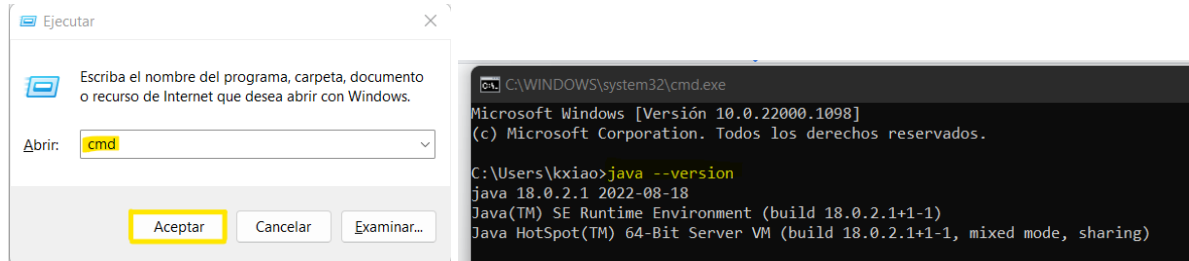 Ejecutar
Escriba el nombre del programa, carpeta, documento
o recurso de Internet que desea abrir con Windows.
Abrir: cmd
Aceptar Cancelar Examinar...
C:\WINDOWS\system32\cmd.exe
Microsoft Windows [Versión 10.0.22000.1098]
(c) Microsoft Corporation. Todos los derechos reservados.
C:\Users\kxiao>java --version
java 18.0.2.1 2022-08-18
Java(TM) SE Runtime Environment (build 18.0.2.1+1-1)
Java HotSpot(TM) 64-Bit Server VM (build 18.0.2.1+1-1, mixed mode, sharing)